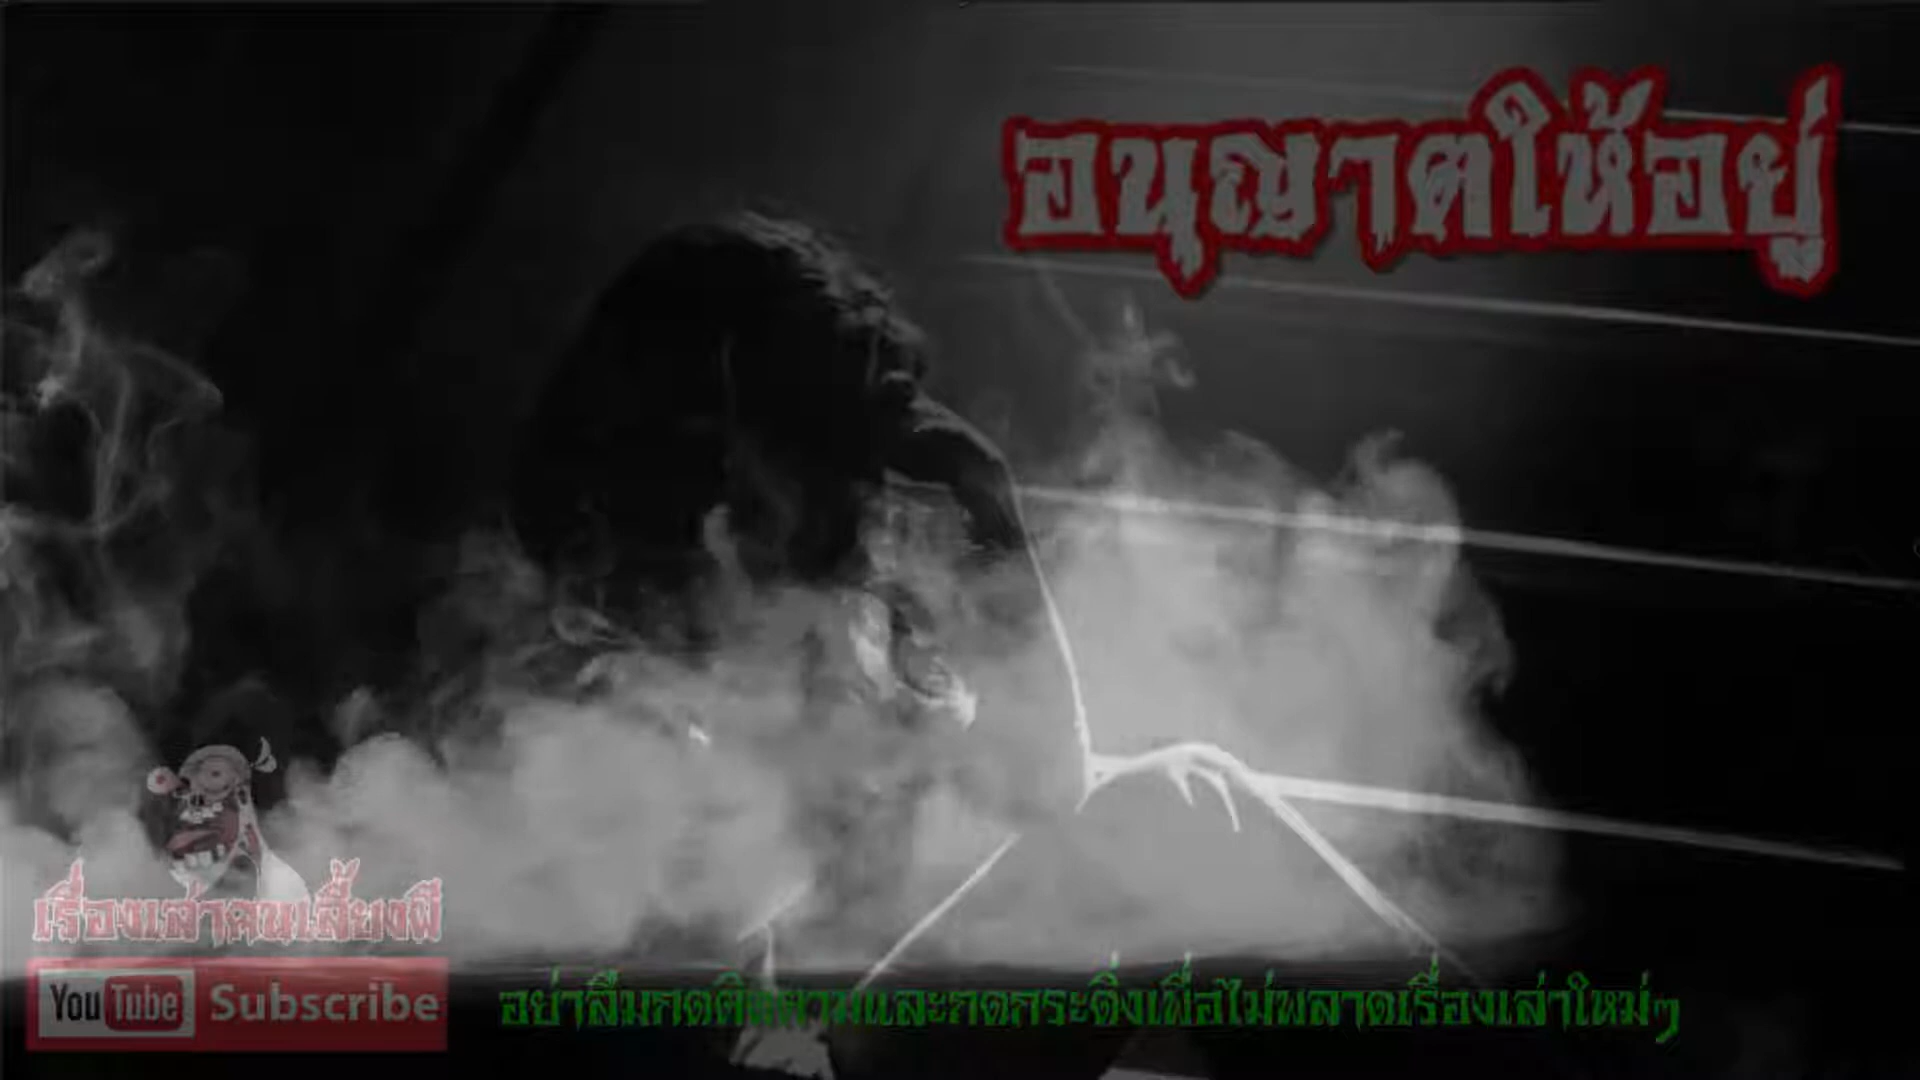 อนุญาตให้อยู่
เรื่องเล่าคนเลี้ยงผี
YouTube Subscribe
อย่าลืมกดติดตามและกดกระดิ่งเพื่อไม่พลาดเรื่องเล่าใหม่ๆ